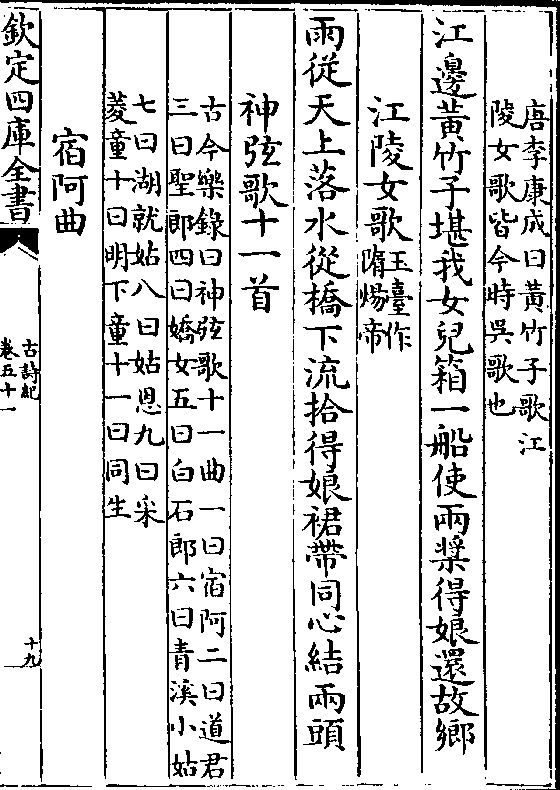 唐李康成曰黃竹子歌江
陵女歌皆今時吳歌也
江邊黃竹子堪我女兒箱一船使兩槳得娘還故鄉
江陵女歌
玉臺作
隋煬帝
雨從天上落水從橋下流拾得娘裙帶同心結兩頭
神弦歌十一首
古今樂錄曰神弦歌十一曲一曰宿阿二曰道君
三曰聖郎四曰嬌女五曰白石郎六曰青溪小姑
七曰湖就姑八曰姑恩九曰采
菱童十曰明下童十一曰同生
宿阿曲
欽定四庫全書
古詩紀
卷五十一
十九